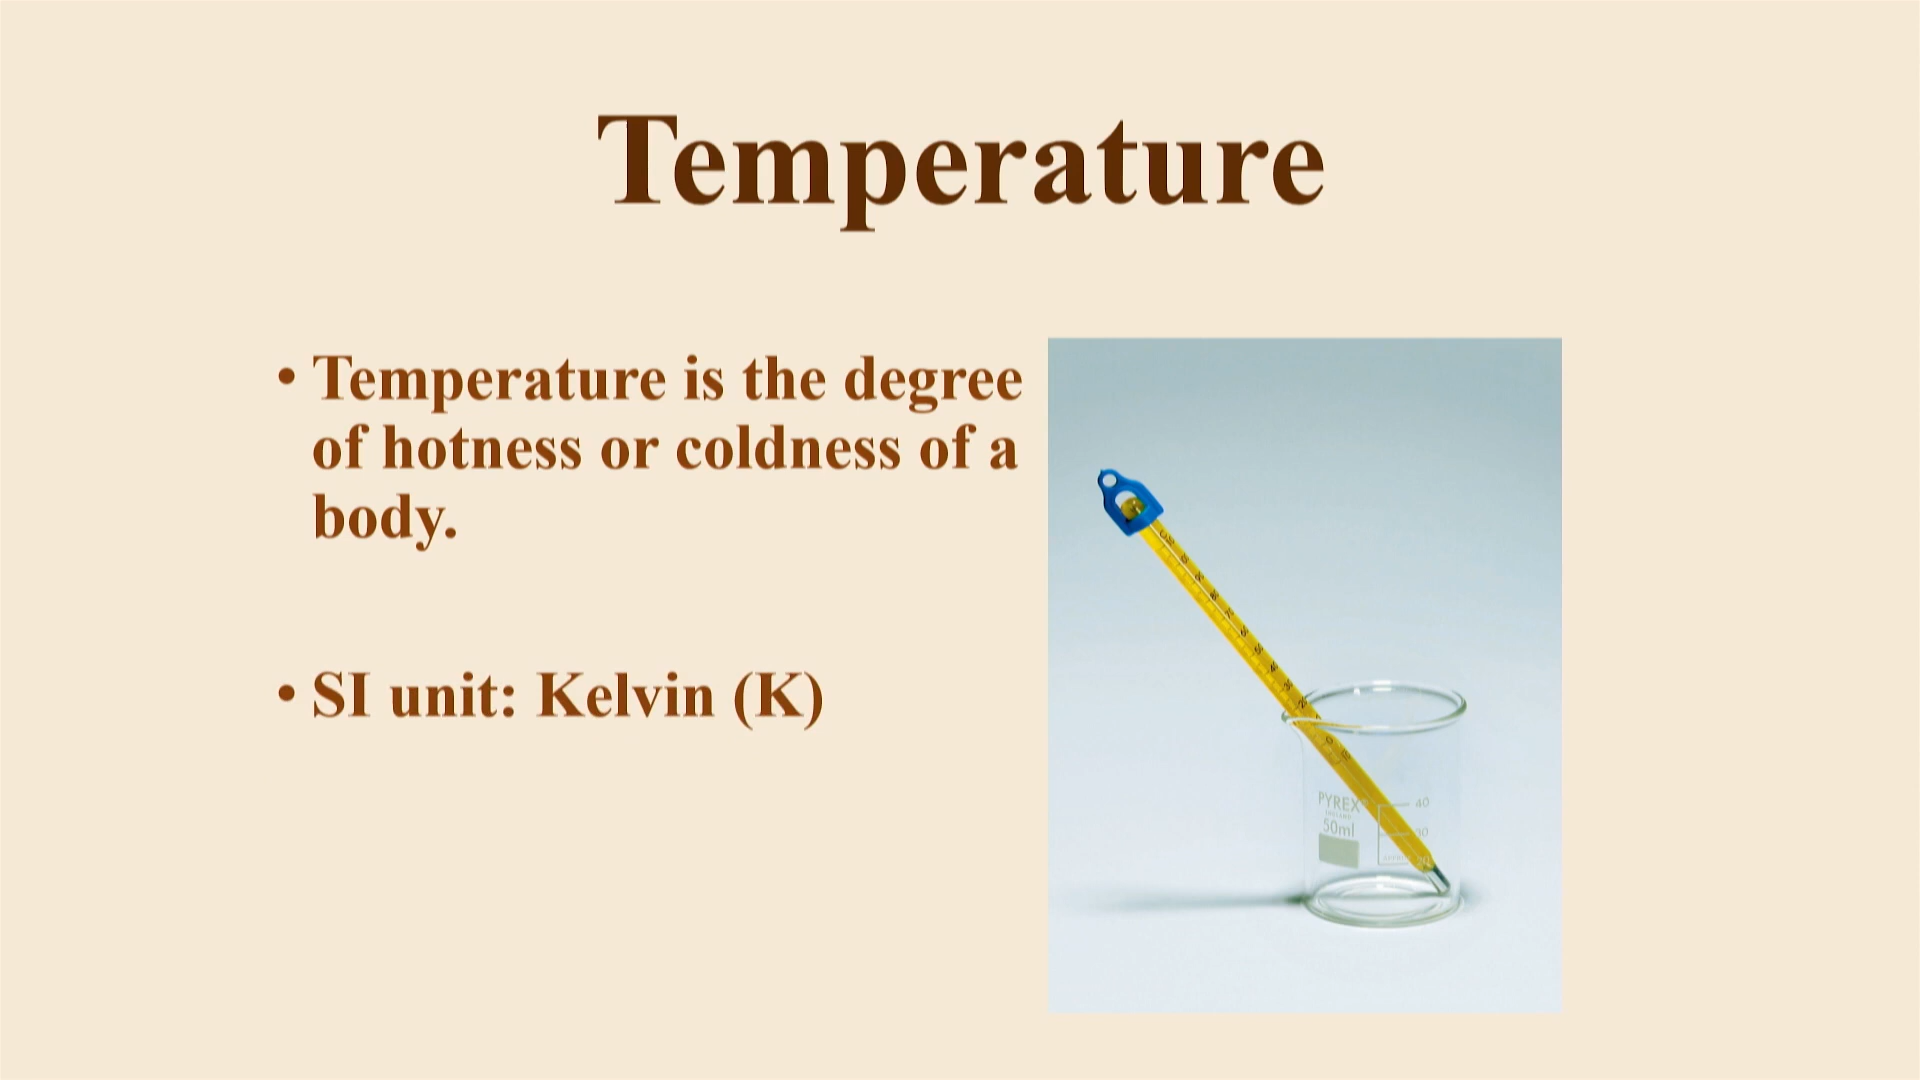 Temperature
• Temperature is the degree
of hotness or coldness of a
body.
• SI unit: Kelvin (K)
PYREX
ENGLAND
50ml
40
30
20